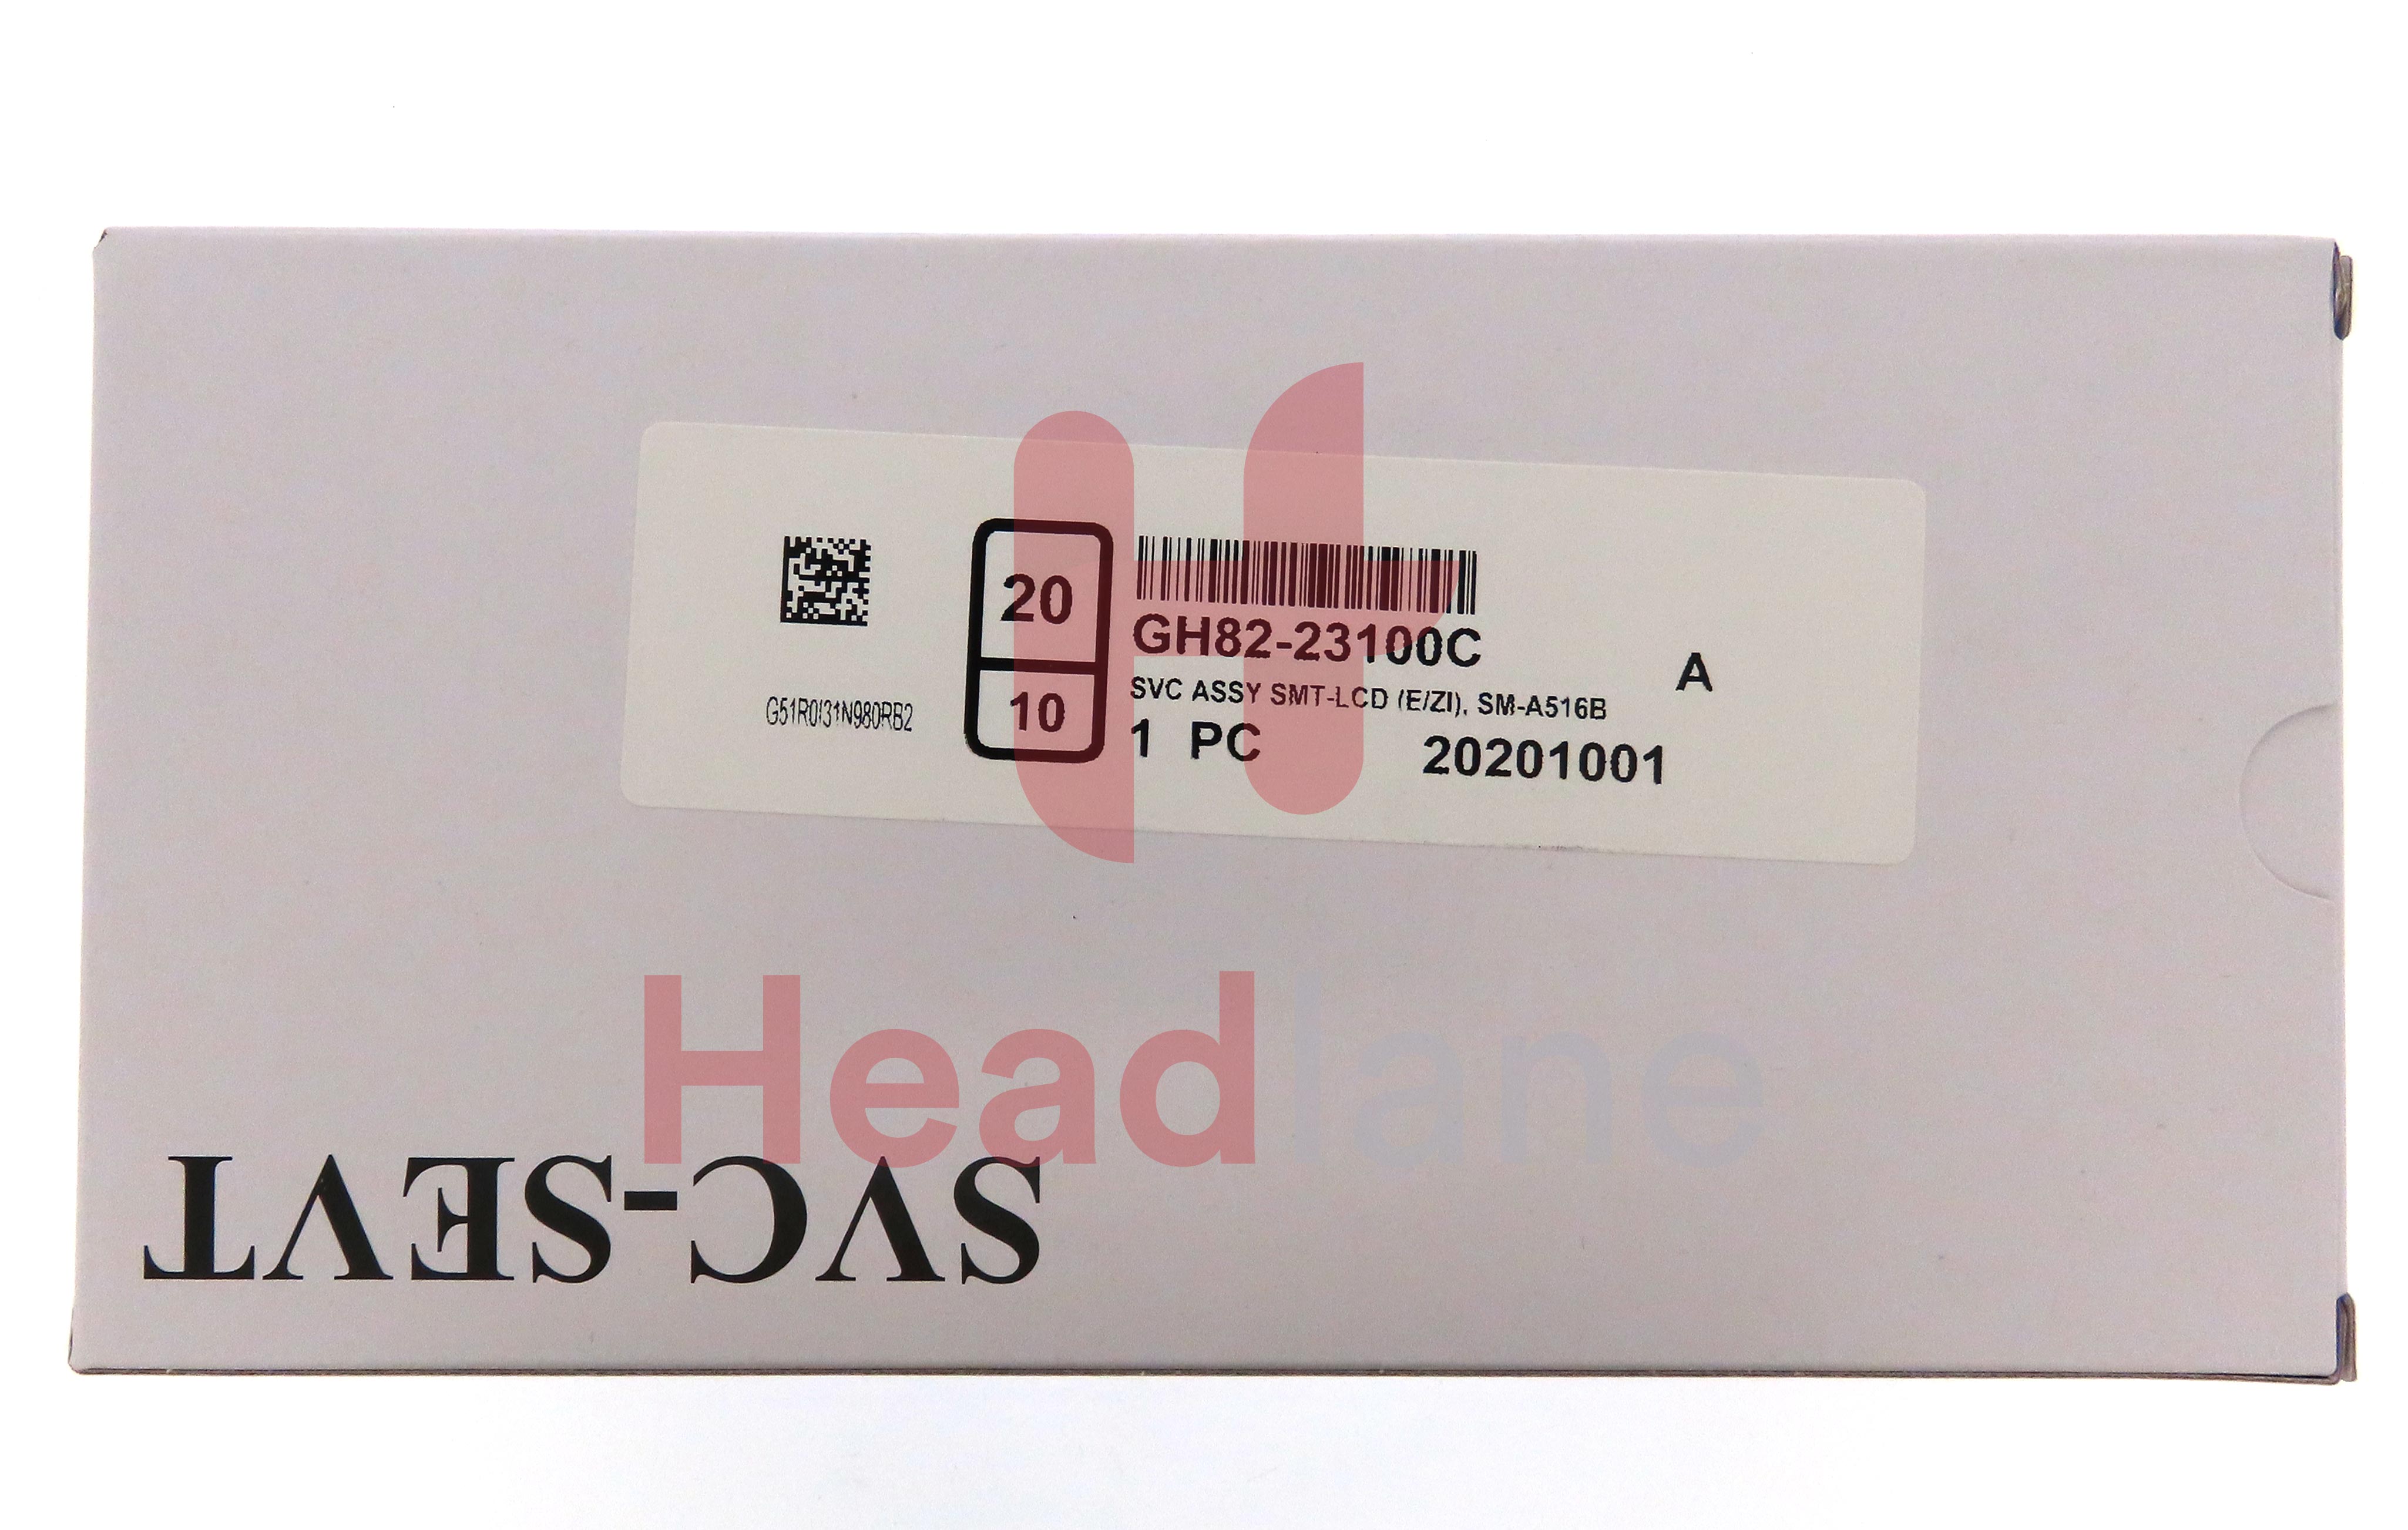 20
10
GH82-23100C
A
SVC ASSY SMT-LCD (E/ZI), SM-A516B
G51R0I31N980RB2
1 PC 20201001
Headlane
SVC-SEVT